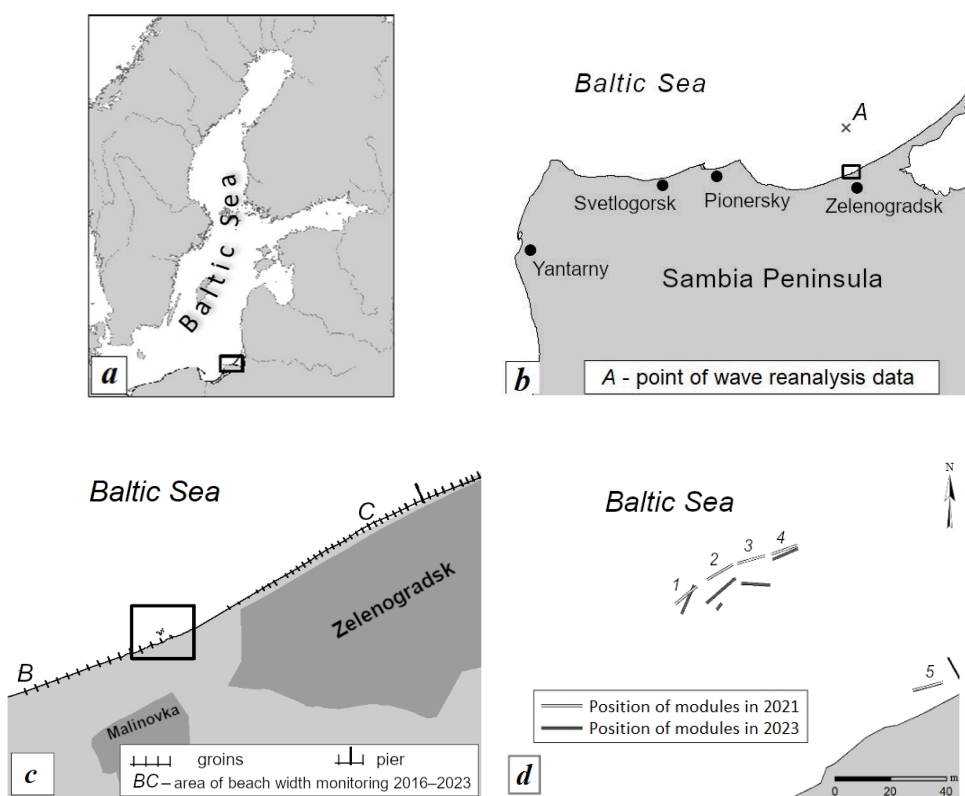 Baltic Sea
a
Baltic Sea
A
Svetlogorsk
Pionersky
Zelenogradsk
Yantarny
Sambia Peninsula
b
A - point of wave reanalysis data
Baltic Sea
C
Zelenogradsk
B
Malinovka
c
groins pier
BC – area of beach width monitoring 2016–2023
N
Baltic Sea
1
2
3
4
5
Position of modules in 2021
Position of modules in 2023
d
m
0 20 40